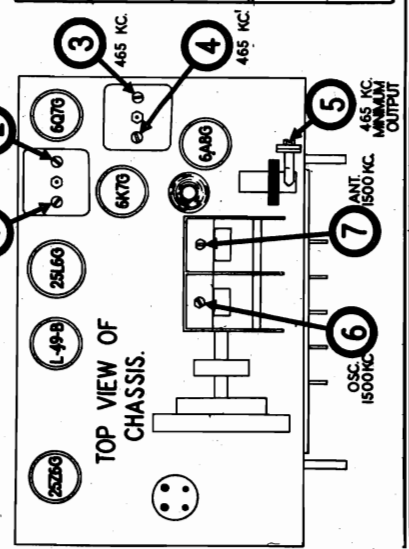 TOP VIEW OF
CHASSIS.
25Z6G
L-49-B
25L6G
6Q7G
6K7G
6A8G
3
465 KC.
4
465 KC.
5
465 KC.
MINIMUM
OUTPUT
7
ANT.
1500 KC.
6
OSC.
1500KC